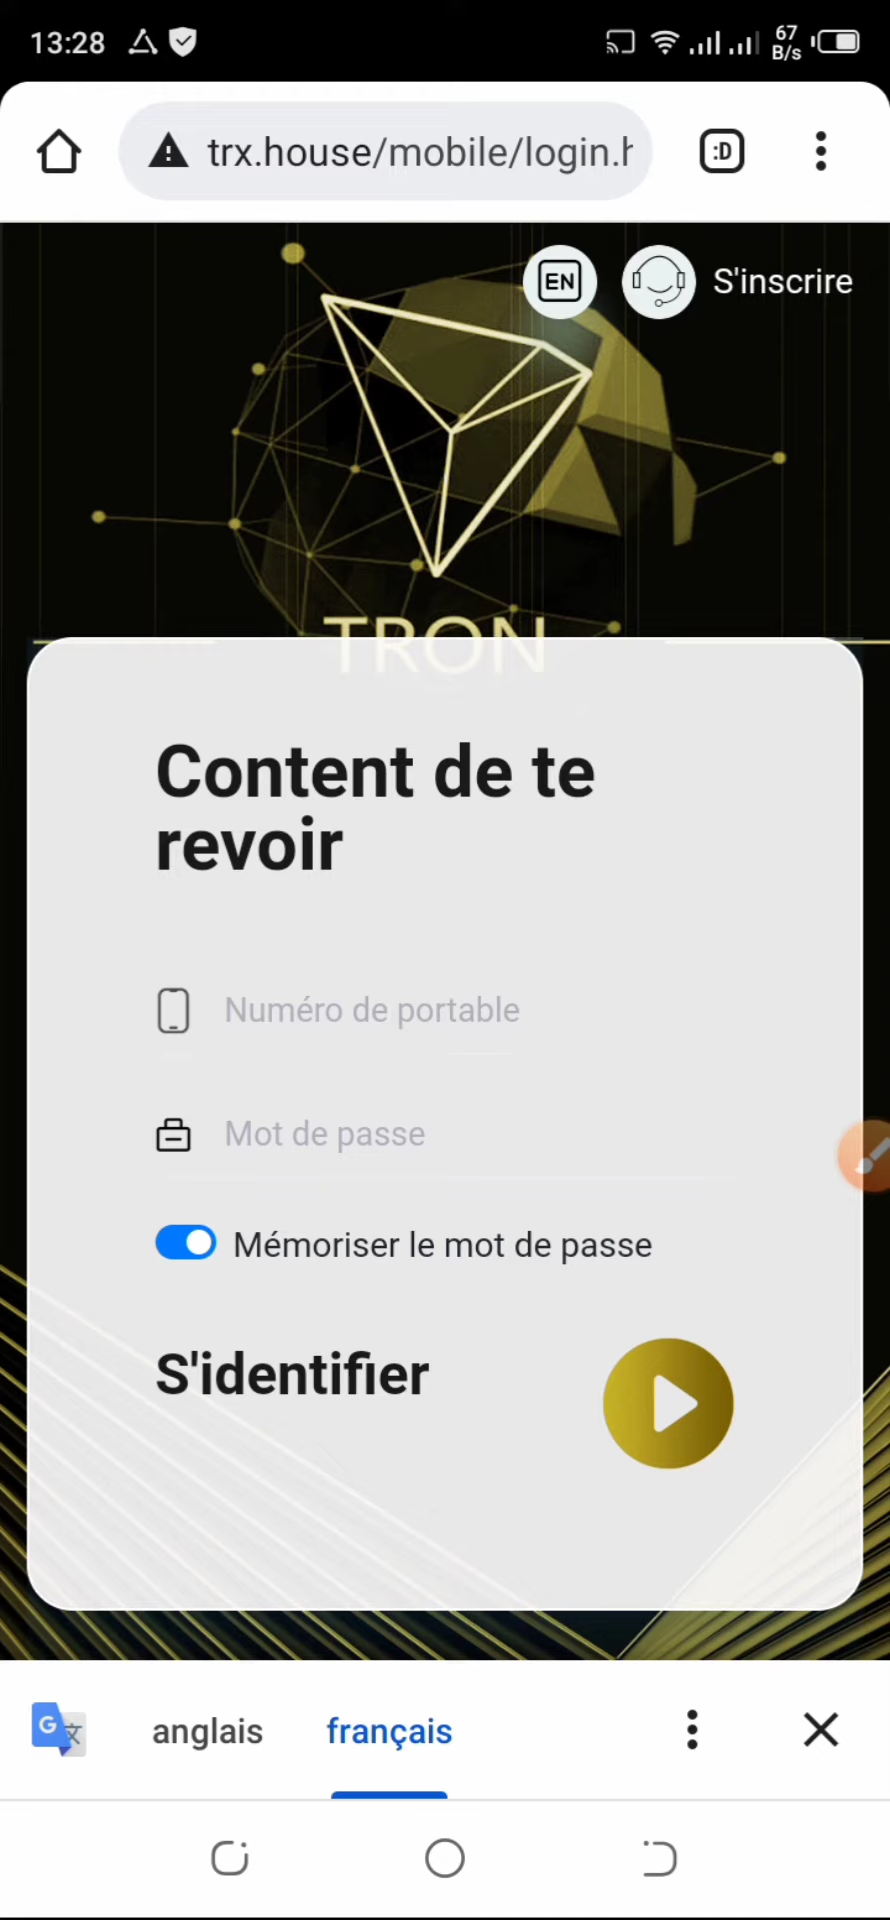 13:28
67
B/s
trx.house/mobile/login.h
:D
EN
S'inscrire
TRON
Content de te
revoir
Numéro de portable
Mot de passe
Mémoriser le mot de passe
S'identifier
G 文
anglais
français